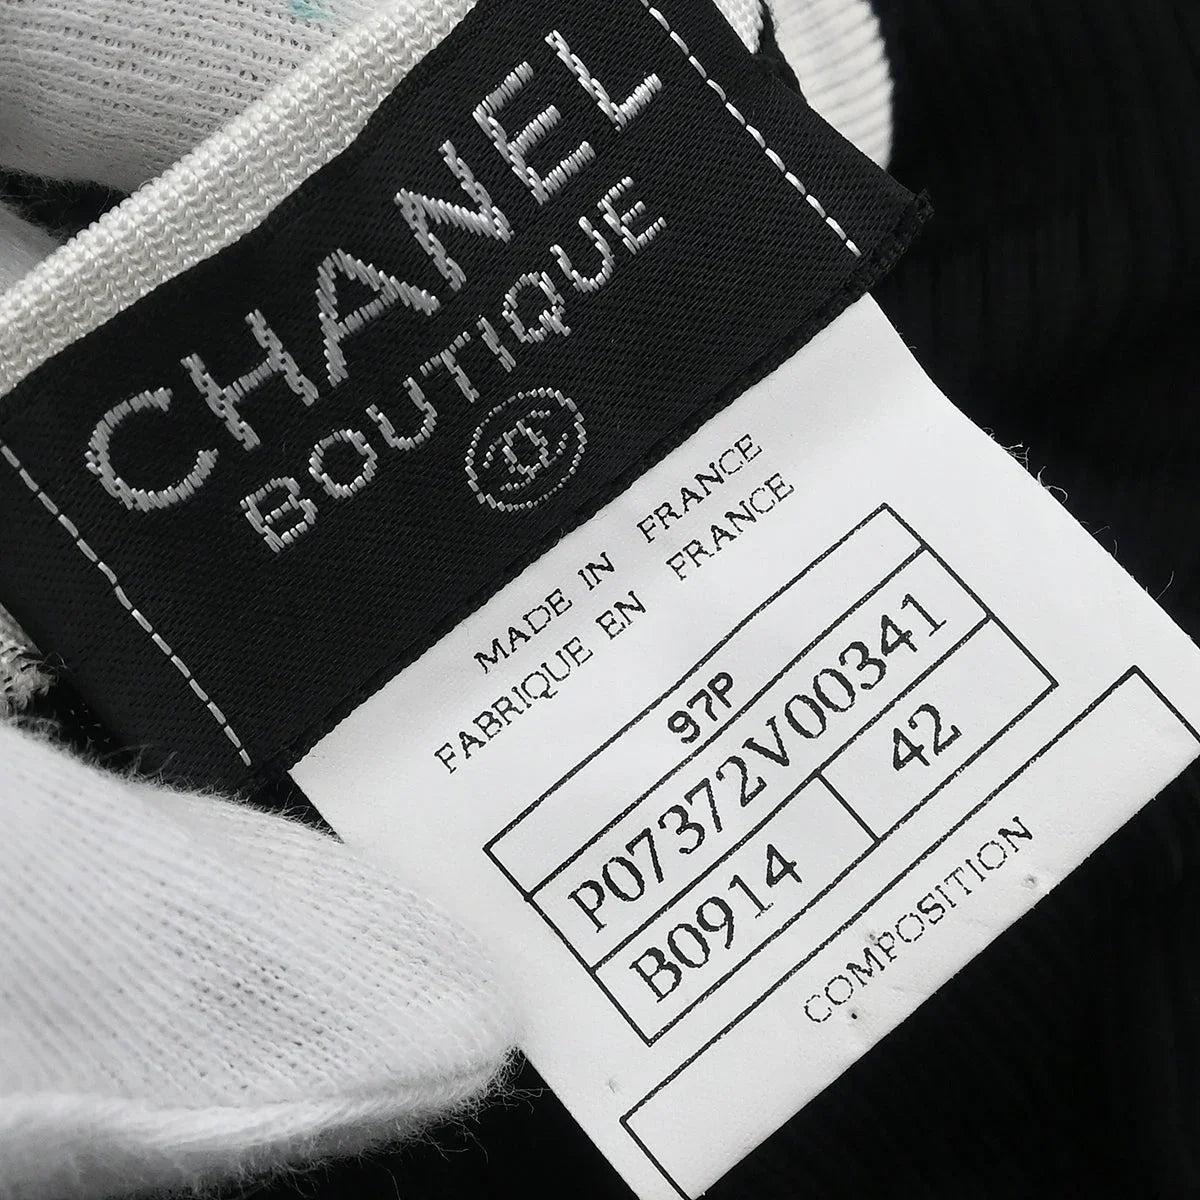 CHANEL
BOUTIQUE
MADE IN FRANCE
FABRIQUE EN FRANCE
97P
P07372V00341
B0914 42
COMPOSITION